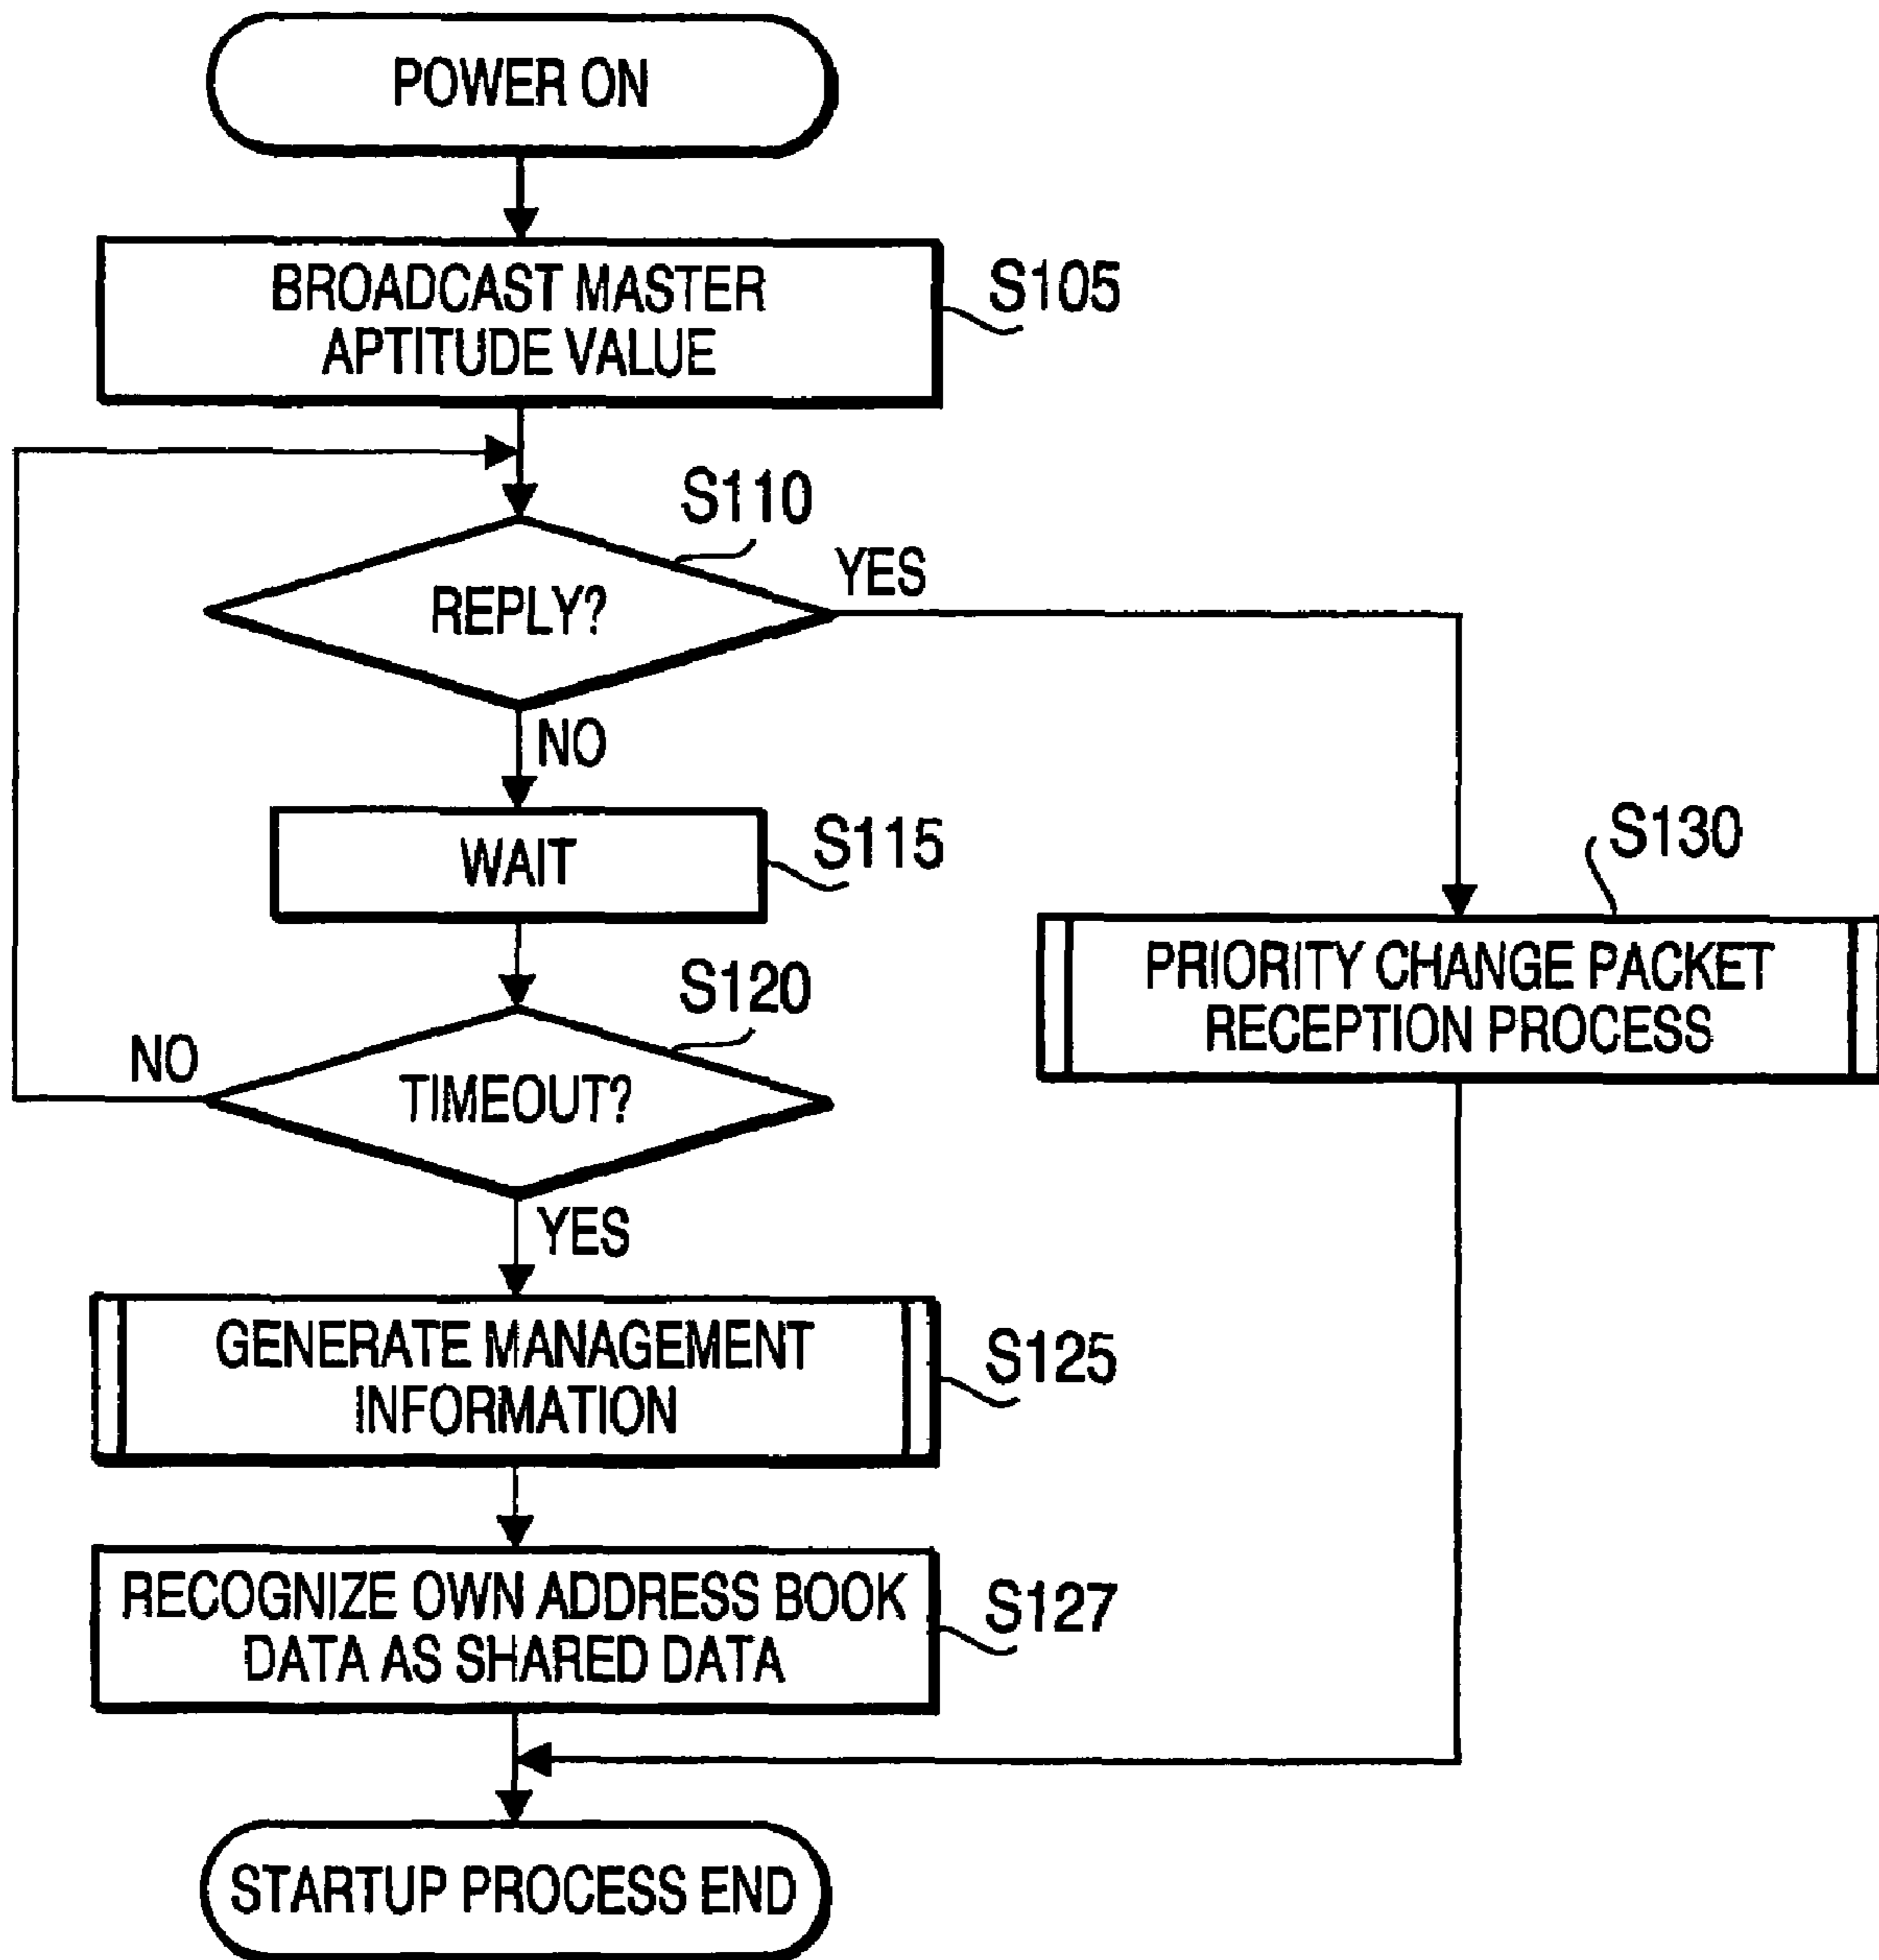 POWER ON
BROADCAST MASTER
APTITUDE VALUE
S105
S110
REPLY?
YES
NO
WAIT
S115
S130
PRIORITY CHANGE PACKET
RECEPTION PROCESS
S120
TIMEOUT?
NO
YES
GENERATE MANAGEMENT
INFORMATION
S125
RECOGNIZE OWN ADDRESS BOOK
DATA AS SHARED DATA
S127
STARTUP PROCESS END